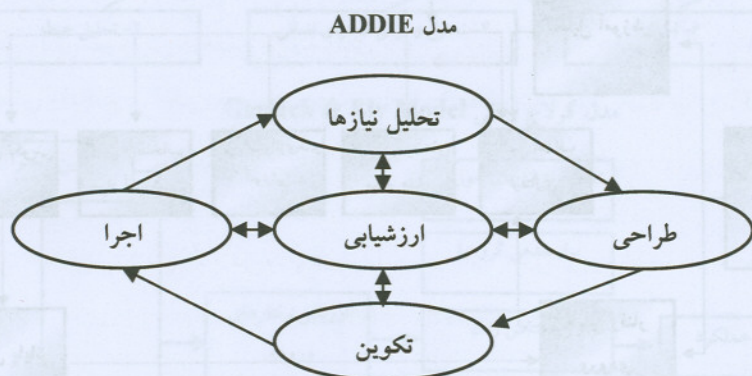 مدل ADDIE
تحلیل نیازها
طراحی
ارزشیابی
اجرا
تکوین